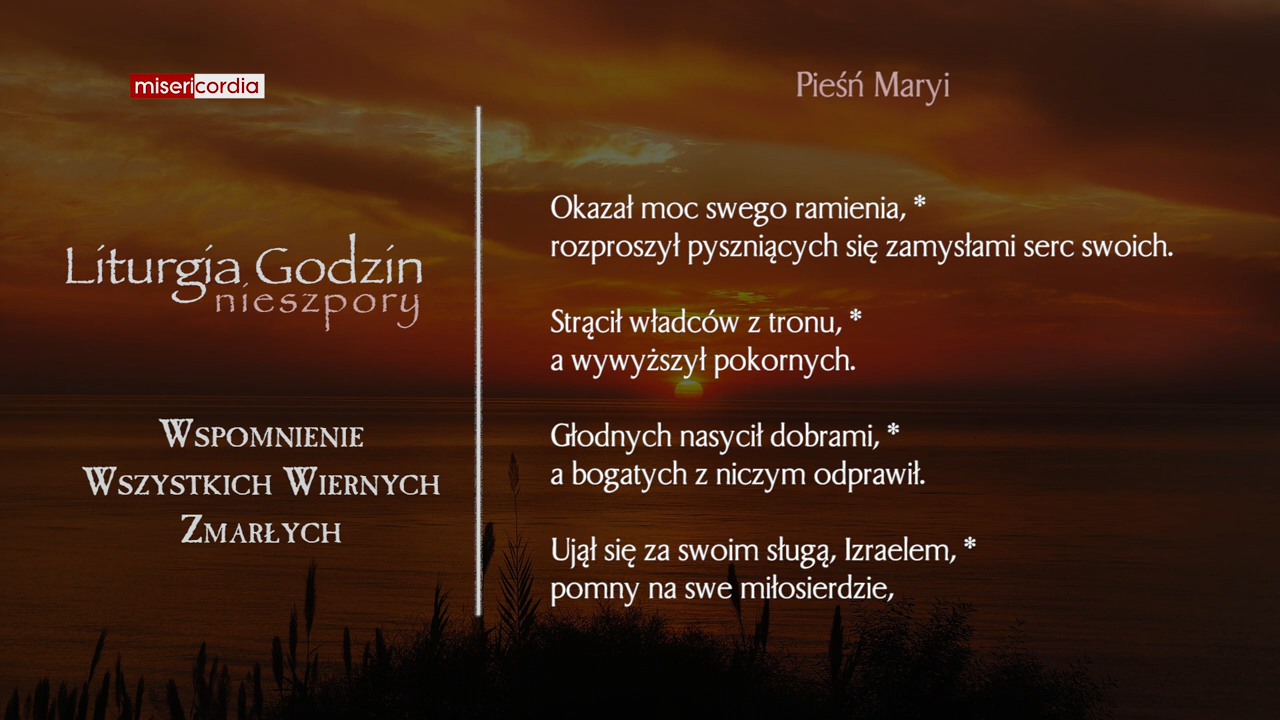 misericordia
Liturgia Godzin
nieszpory
Wspomnienie
Wszystkich Wiernych
Zmarłych
Pieśń Maryi
Okazał moc swego ramienia, *
rozproszył pyszniących się zamysłami serc swoich.
Strącił władców z tronu, *
a wywyższył pokornych.
Głodnych nasycił dobrami, *
a bogatych z niczym odprawił.
Ujął się za swoim sługą, Izraelem, *
pomny na swe miłosierdzie,